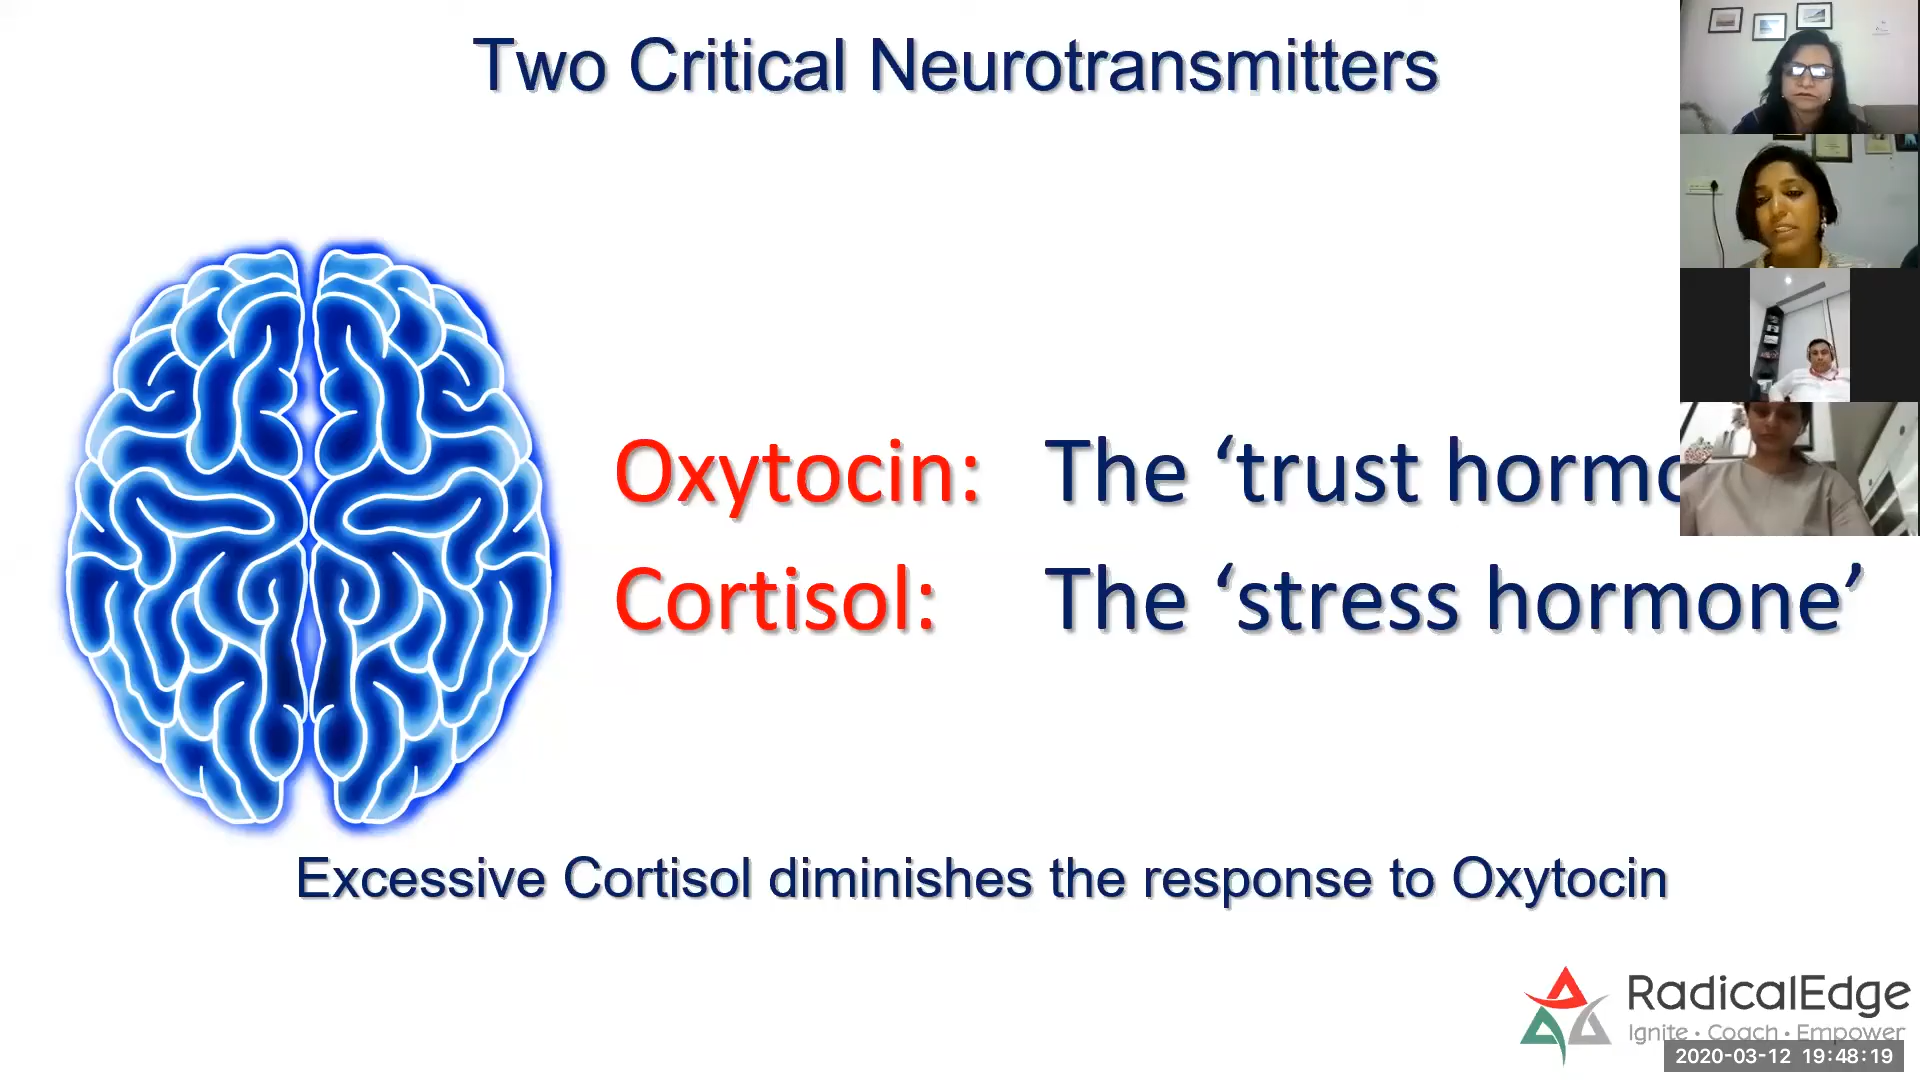 Two Critical Neurotransmitters
Oxytocin: The ‘trust hormo
Cortisol: The ‘stress hormone’
Excessive Cortisol diminishes the response to Oxytocin
RadicalEdge
Ignite • Coach • Empower
2020-03-12 19:48:19